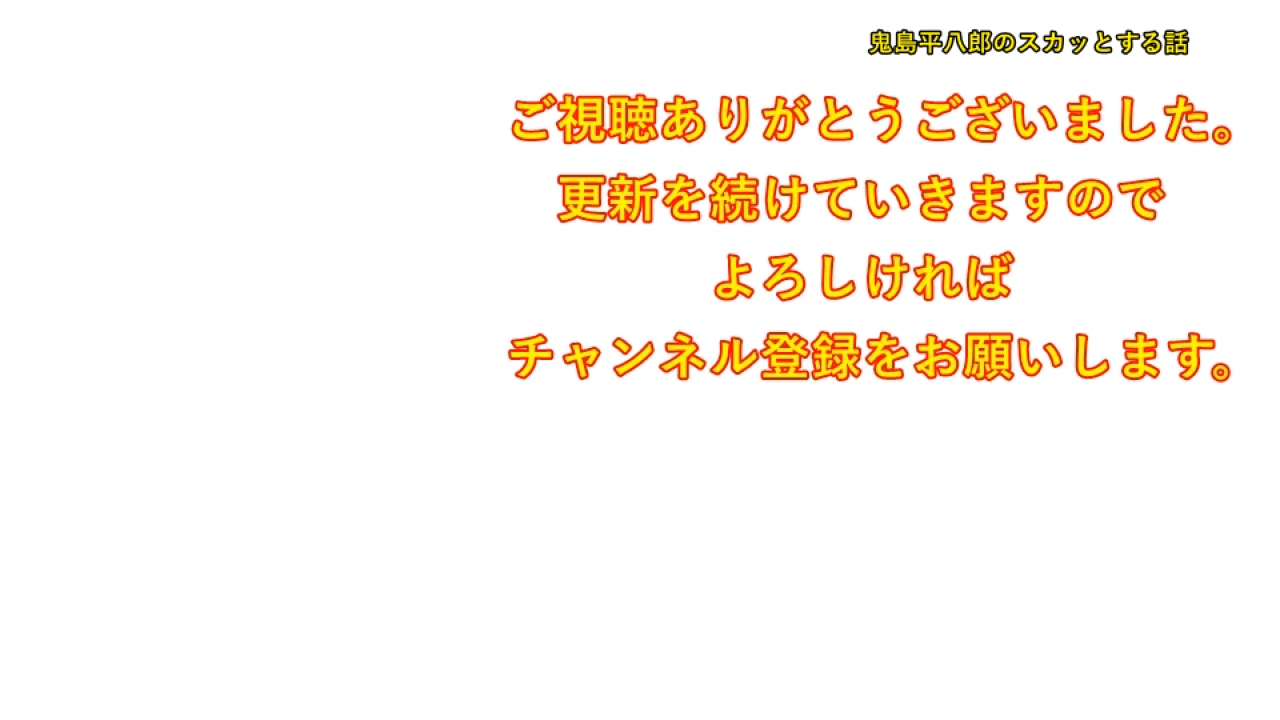 鬼島平八郎のスカッとする話
ご視聴ありがとうございました。
更新を続けていきますので
よろしければ
チャンネル登録をお願いします。